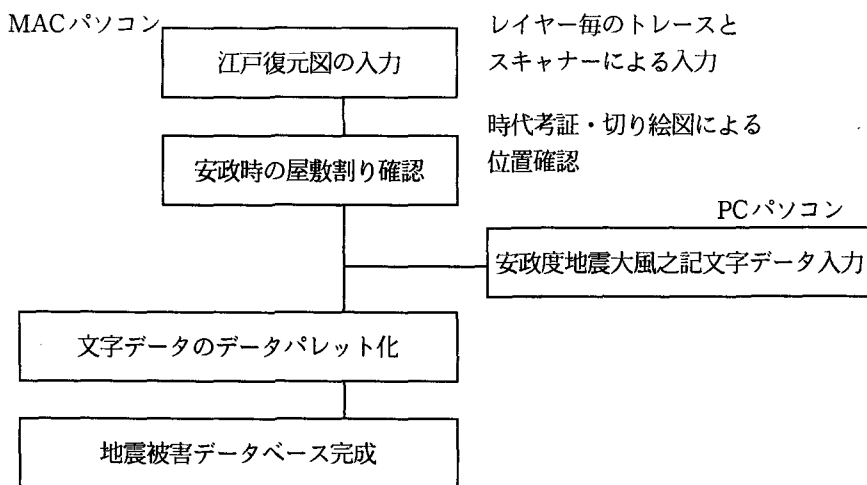 MACパソコン
江戸復元図の入力
レイヤー毎のトレースと
スキャナーによる入力
安政時の屋敷割り確認
時代考証・切り絵図による
位置確認
PCパソコン
安政度地震大風之記文字データ入力
文字データのデータパレット化
地震被害データベース完成